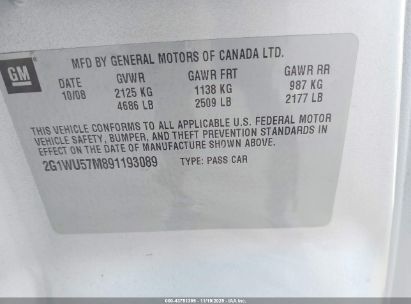 MFD BY GENERAL MOTORS OF CANADA LTD.
GM
DATE GVWR GAWR FRT GAWR RR
10/08 2125 KG 1138 KG 987 KG
4686 LB 2509 LB 2177 LB
THIS VEHICLE CONFORMS TO ALL APPLICABLE U.S. FEDERAL MOTOR
VEHICLE SAFETY, BUMPER, AND THEFT PREVENTION STANDARDS IN
EFFECT ON THE DATE OF MANUFACTURE SHOWN ABOVE.
2G1WU57M891193089 TYPE: PASS CAR